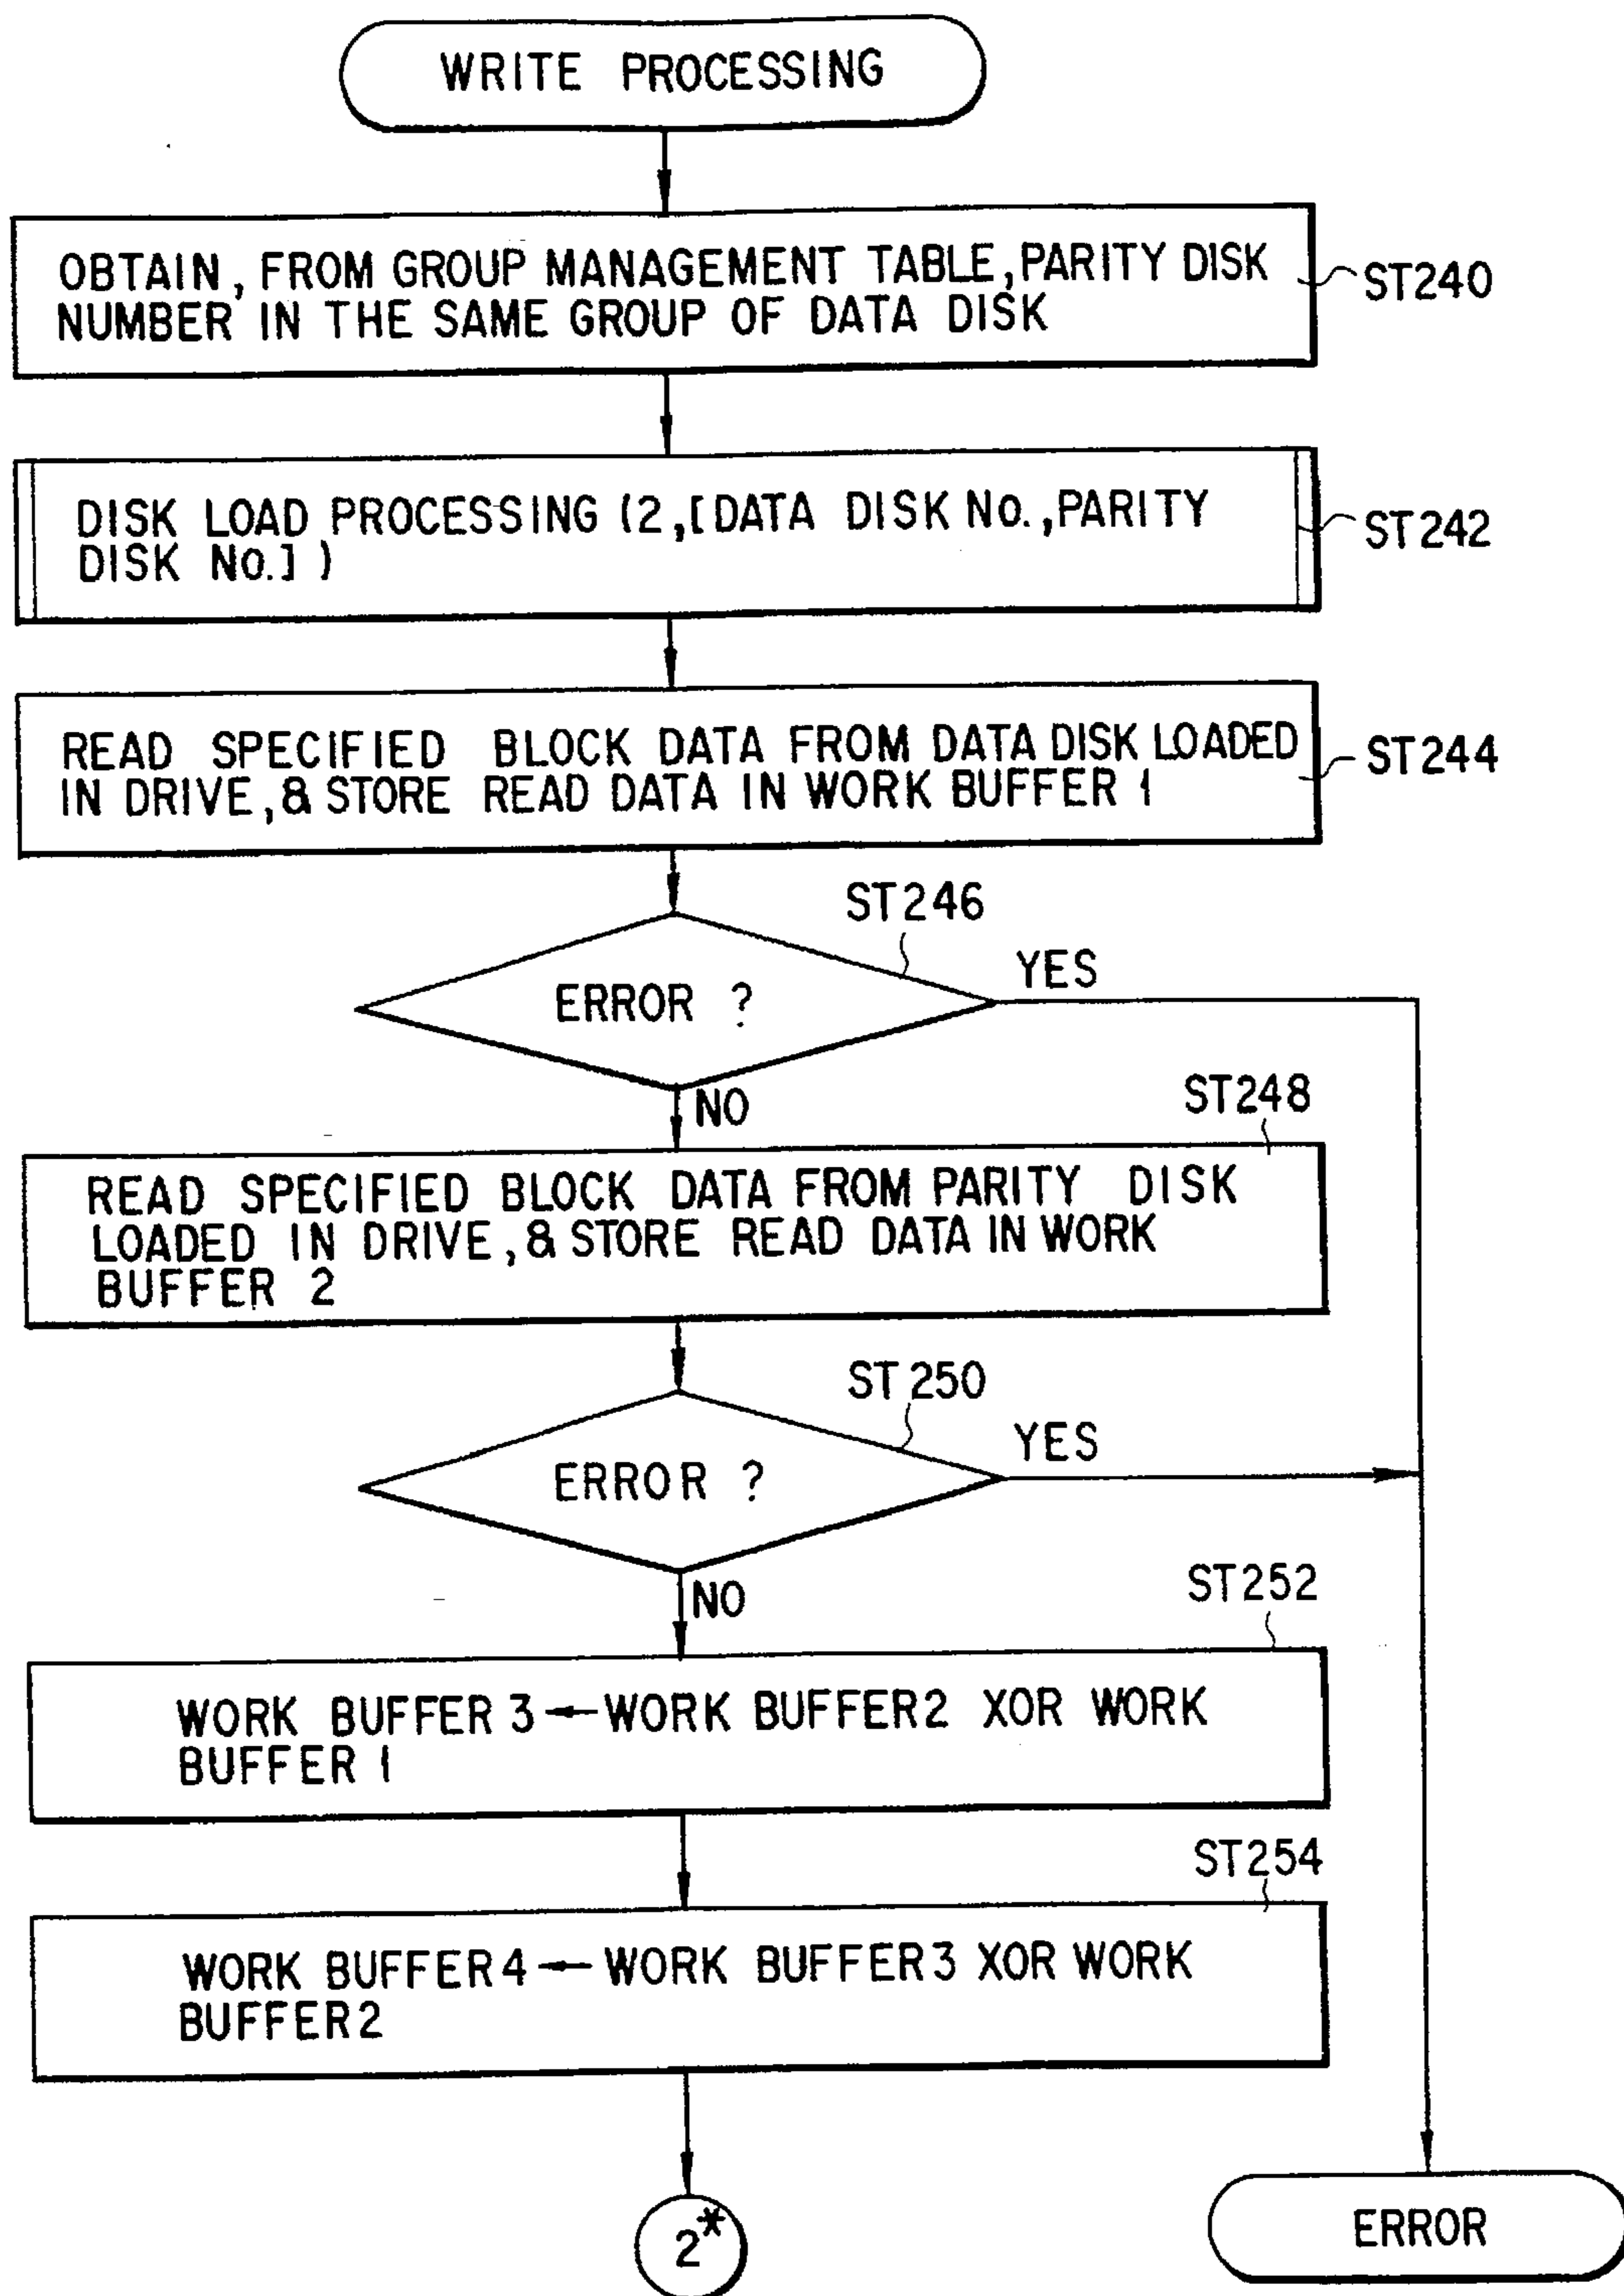 WRITE PROCESSING
OBTAIN, FROM GROUP MANAGEMENT TABLE, PARITY DISK
NUMBER IN THE SAME GROUP OF DATA DISK
ST240
DISK LOAD PROCESSING (2, [DATA DISK No., PARITY
DISK No.] )
ST242
READ SPECIFIED BLOCK DATA FROM DATA DISK LOADED
IN DRIVE, & STORE READ DATA IN WORK BUFFER 1
ST244
ST246
ERROR ?
YES
NO
ST248
READ SPECIFIED BLOCK DATA FROM PARITY DISK
LOADED IN DRIVE, & STORE READ DATA IN WORK
BUFFER 2
ST250
ERROR ?
YES
NO
ST252
WORK BUFFER 3 ← WORK BUFFER2 XOR WORK
BUFFER 1
ST254
WORK BUFFER4 ← WORK BUFFER3 XOR WORK
BUFFER2
2*
ERROR